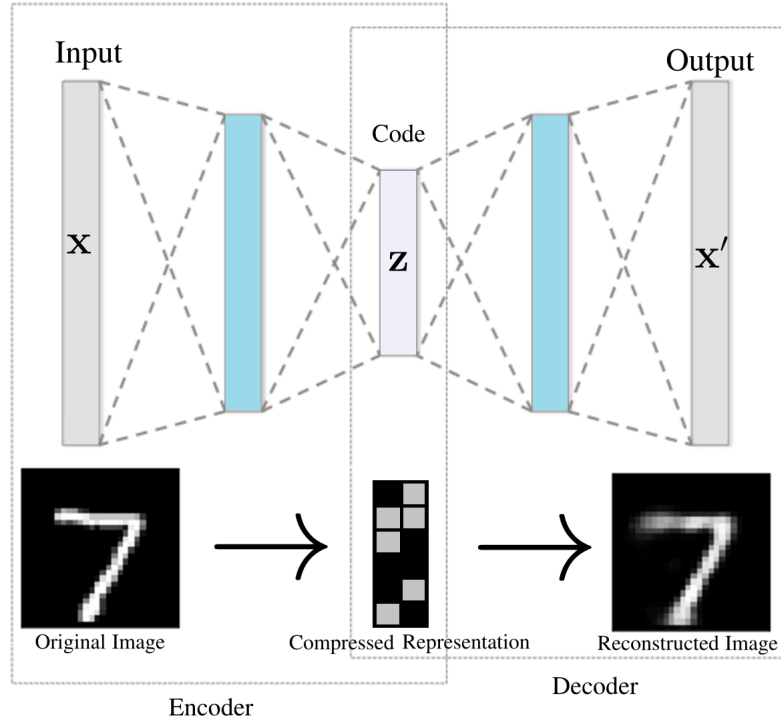 Input
Output
Code
x
z
x′
Original Image
Compressed Representation
Reconstructed Image
Encoder
Decoder